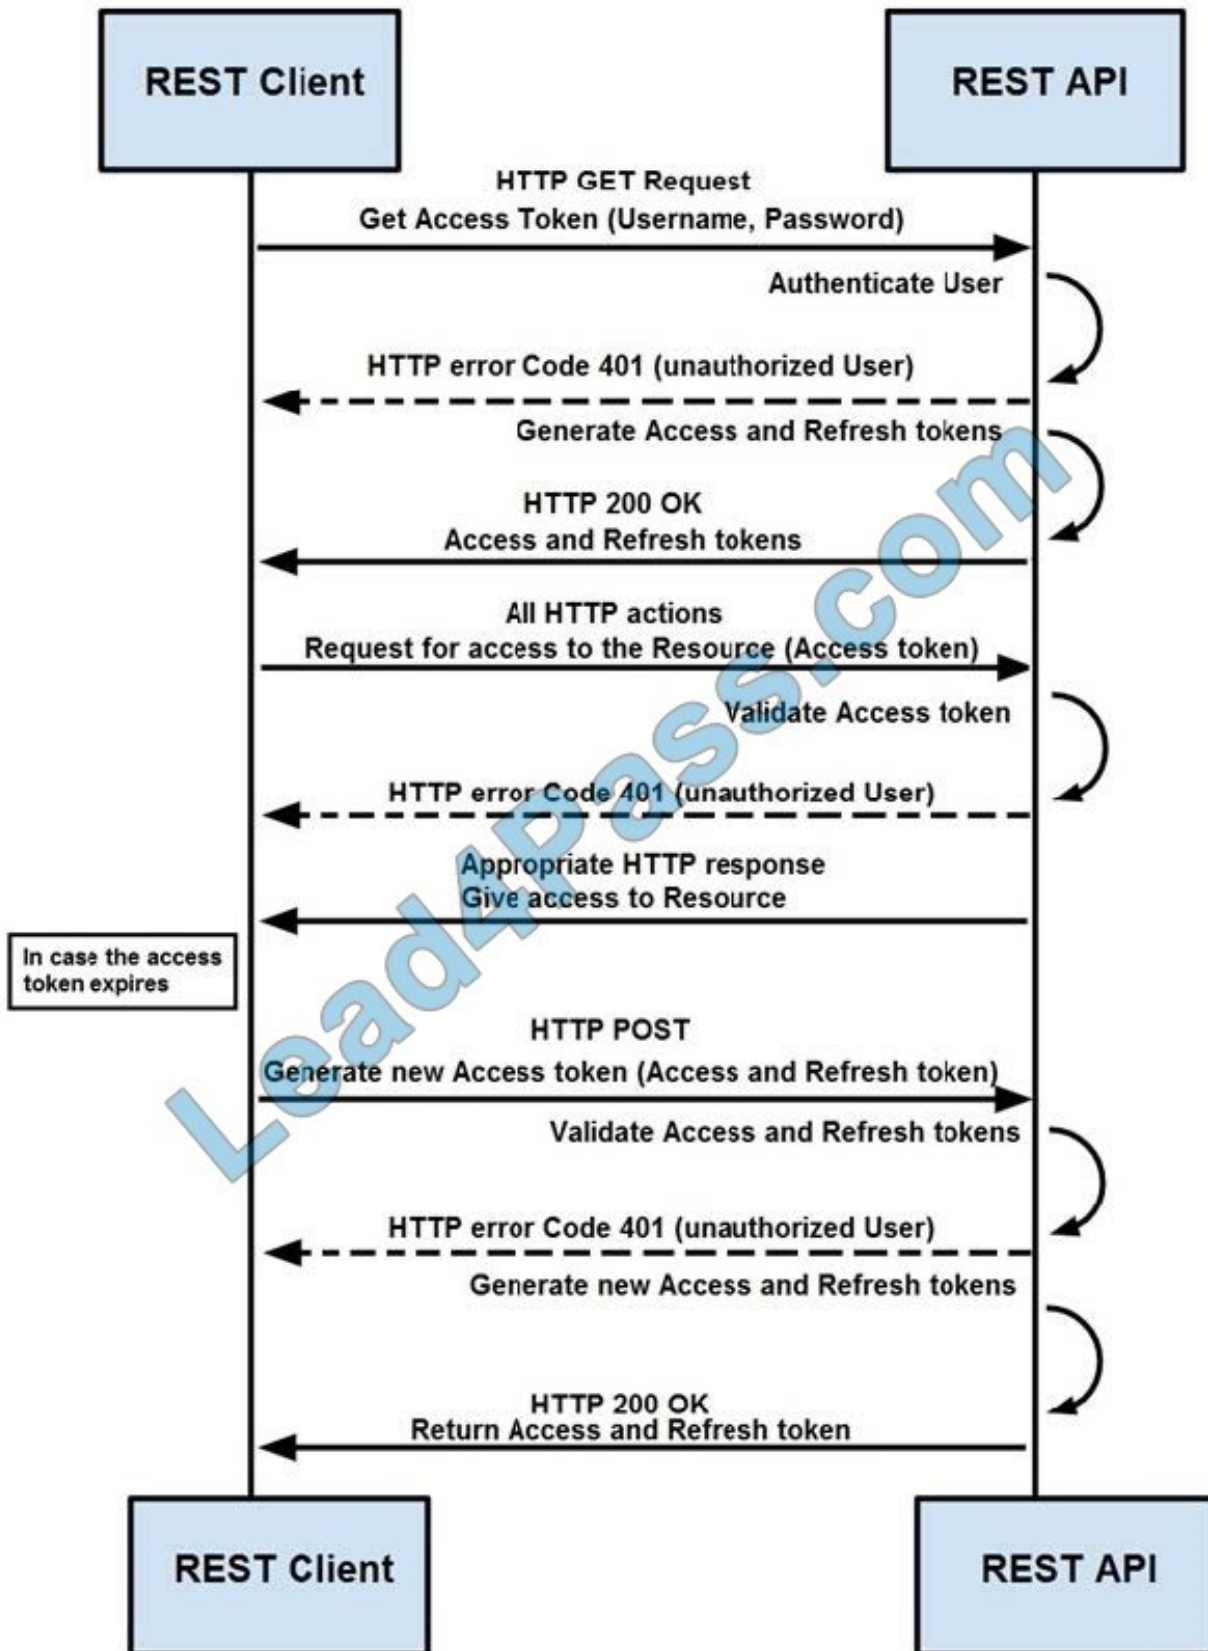 REST Client
REST API
HTTP GET Request
Get Access Token (Username, Password)
Authenticate User
HTTP error Code 401 (unauthorized User)
Generate Access and Refresh tokens
HTTP 200 OK
Access and Refresh tokens
All HTTP actions
Request for access to the Resource (Access token)
Validate Access token
HTTP error Code 401 (unauthorized User)
Appropriate HTTP response
Give access to Resource
In case the access
token expires
HTTP POST
Generate new Access token (Access and Refresh token)
Validate Access and Refresh tokens
HTTP error Code 401 (unauthorized User)
Generate new Access and Refresh tokens
HTTP 200 OK
Return Access and Refresh token
REST Client
REST API
Lead4Pass.com